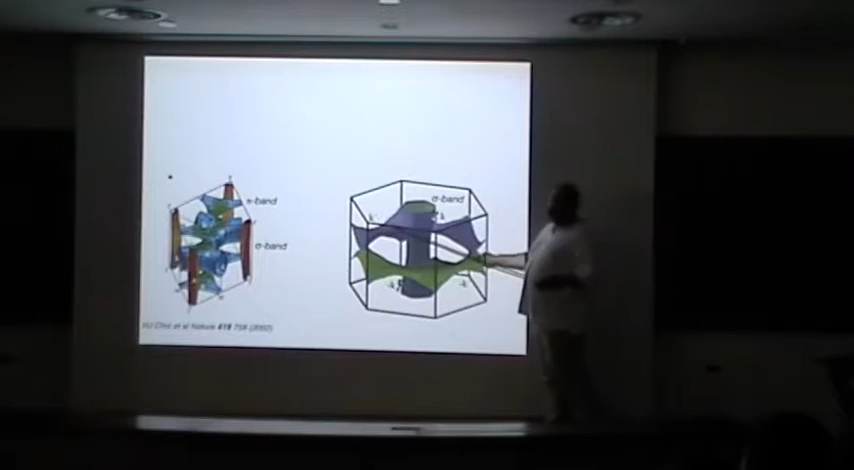 π-band
σ-band
σ-band
k
-k
-k
HJ Choi et al Nature 418 758 (2002)